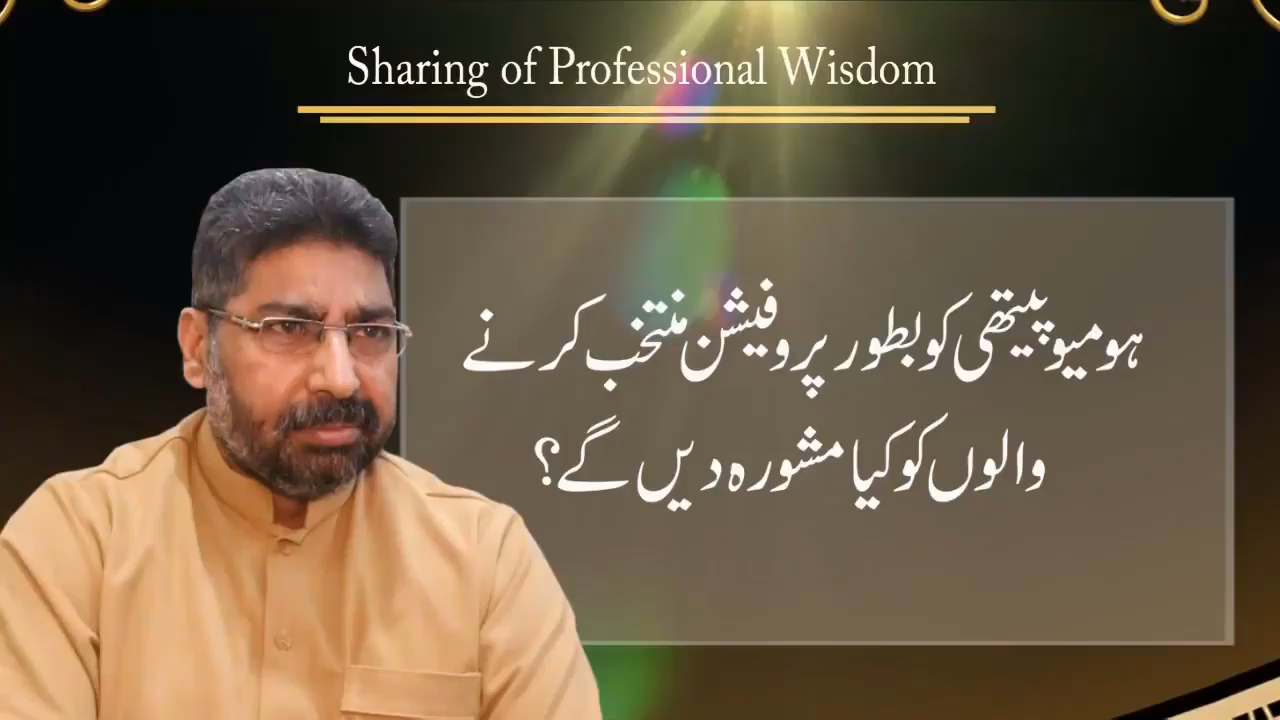 Sharing of Professional Wisdom
ہومیوپیتھی کو بطور پروفیشن منتخب کرنے
والوں کو کیا مشورہ دیں گے؟